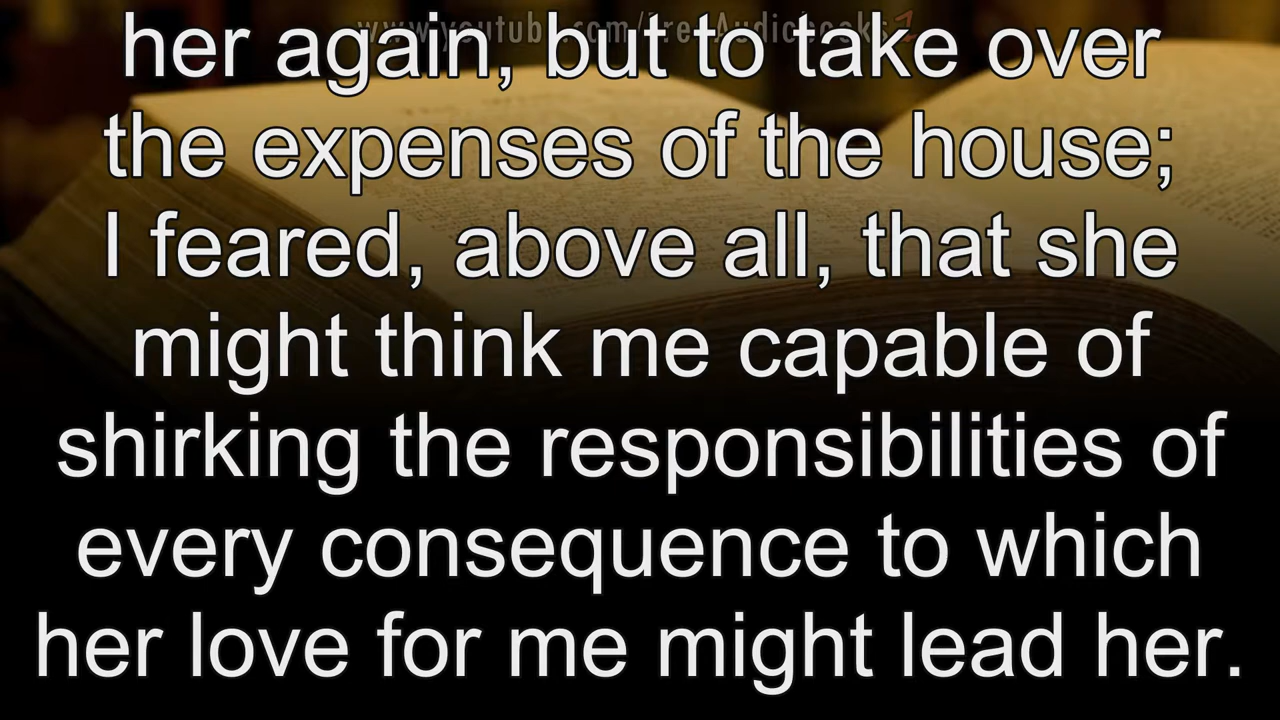 www.youtube.com/FreeAudiobooks
her again, but to take over
the expenses of the house;
I feared, above all, that she
might think me capable of
shirking the responsibilities of
every consequence to which
her love for me might lead her.